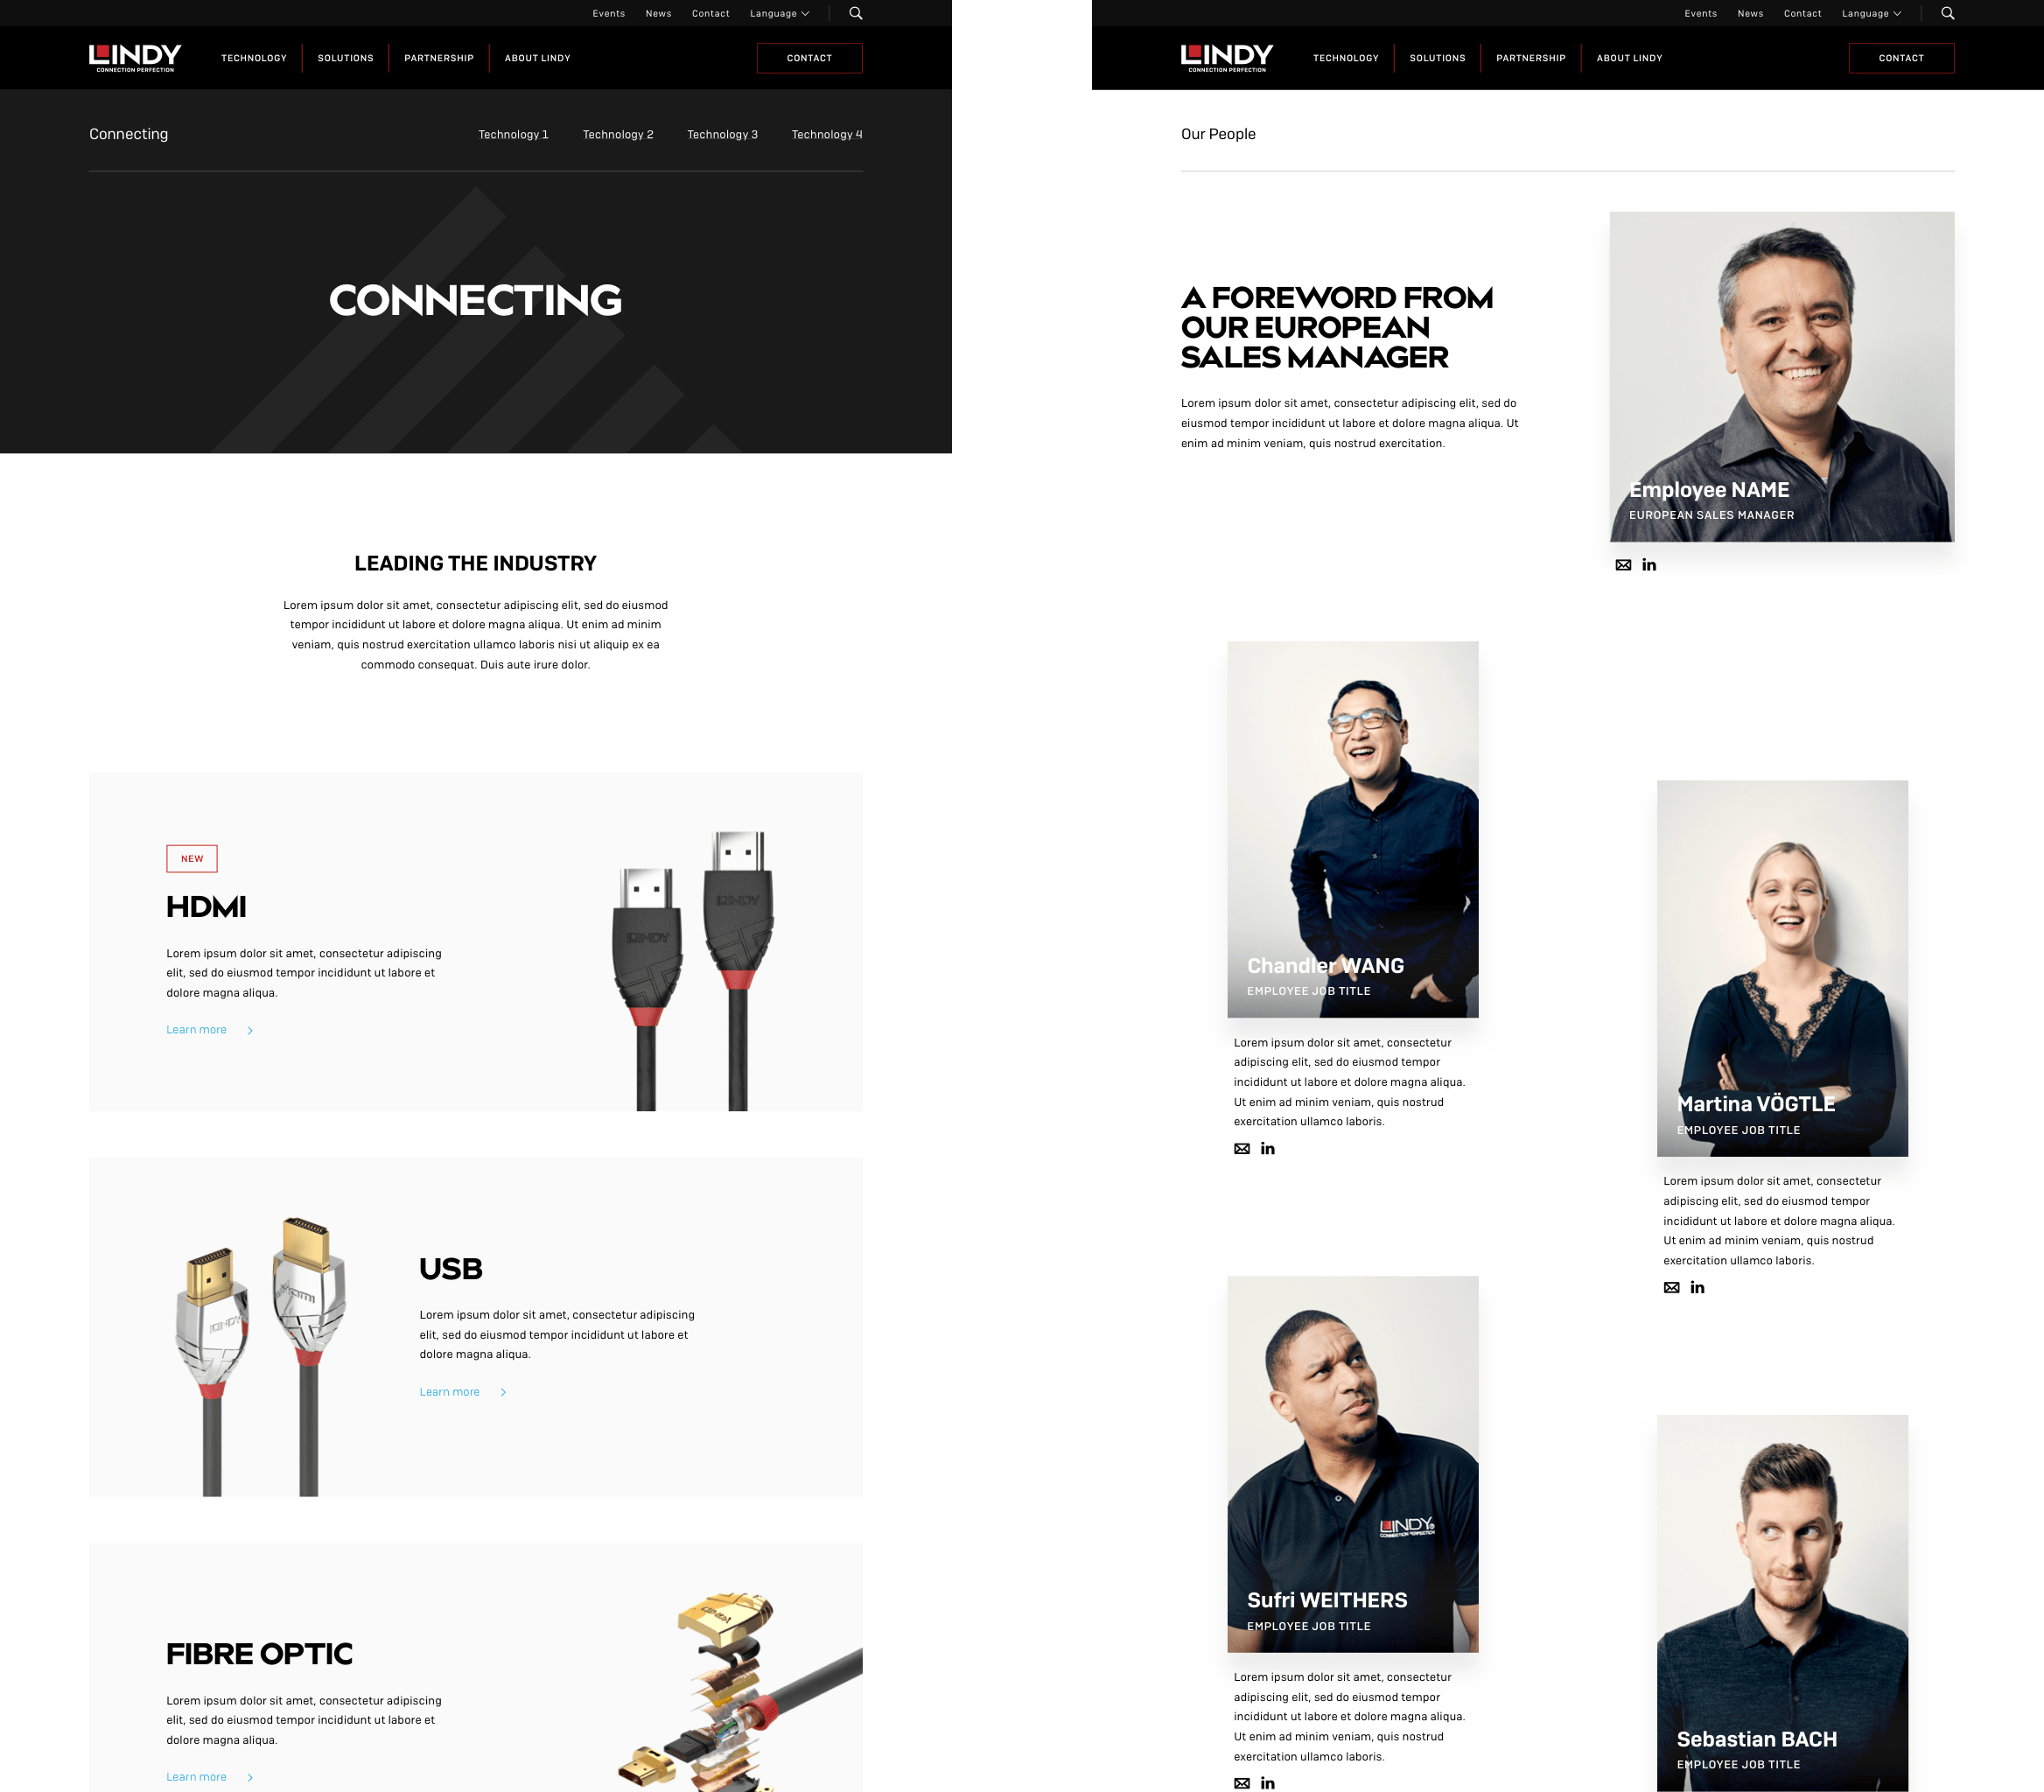 Events News Contact Language
LINDY
CONNECTION PERFECTION
TECHNOLOGY SOLUTIONS PARTNERSHIP ABOUT LINDY CONTACT
Connecting Technology 1 Technology 2 Technology 3 Technology 4
CONNECTING
LEADING THE INDUSTRY
Lorem ipsum dolor sit amet, consectetur adipiscing elit, sed do eiusmod
tempor incididunt ut labore et dolore magna aliqua. Ut enim ad minim
veniam, quis nostrud exercitation ullamco laboris nisi ut aliquip ex ea
commodo consequat. Duis aute irure dolor.
NEW
HDMI
Lorem ipsum dolor sit amet, consectetur adipiscing
elit, sed do eiusmod tempor incididunt ut labore et
dolore magna aliqua.
Learn more
LINDY
LINDY
USB
Lorem ipsum dolor sit amet, consectetur adipiscing
elit, sed do eiusmod tempor incididunt ut labore et
dolore magna aliqua.
Learn more
LINDY
HDMI
FIBRE OPTIC
Lorem ipsum dolor sit amet, consectetur adipiscing
elit, sed do eiusmod tempor incididunt ut labore et
dolore magna aliqua.
Learn more
LINDY
Events News Contact Language
LINDY
CONNECTION PERFECTION
TECHNOLOGY SOLUTIONS PARTNERSHIP ABOUT LINDY CONTACT
Our People
A FOREWORD FROM
OUR EUROPEAN
SALES MANAGER
Lorem ipsum dolor sit amet, consectetur adipiscing elit, sed do
eiusmod tempor incididunt ut labore et dolore magna aliqua. Ut
enim ad minim veniam, quis nostrud exercitation.
Employee NAME
EUROPEAN SALES MANAGER
in
Chandler WANG
EMPLOYEE JOB TITLE
Lorem ipsum dolor sit amet, consectetur
adipiscing elit, sed do eiusmod tempor
incididunt ut labore et dolore magna aliqua.
Ut enim ad minim veniam, quis nostrud
exercitation ullamco laboris.
in
Martina VÖGTLE
EMPLOYEE JOB TITLE
Lorem ipsum dolor sit amet, consectetur
adipiscing elit, sed do eiusmod tempor
incididunt ut labore et dolore magna aliqua.
Ut enim ad minim veniam, quis nostrud
exercitation ullamco laboris.
in
LINDY
CONNECTION PERFECTION
Sufri WEITHERS
EMPLOYEE JOB TITLE
Lorem ipsum dolor sit amet, consectetur
adipiscing elit, sed do eiusmod tempor
incididunt ut labore et dolore magna aliqua.
Ut enim ad minim veniam, quis nostrud
exercitation ullamco laboris.
in
Sebastian BACH
EMPLOYEE JOB TITLE